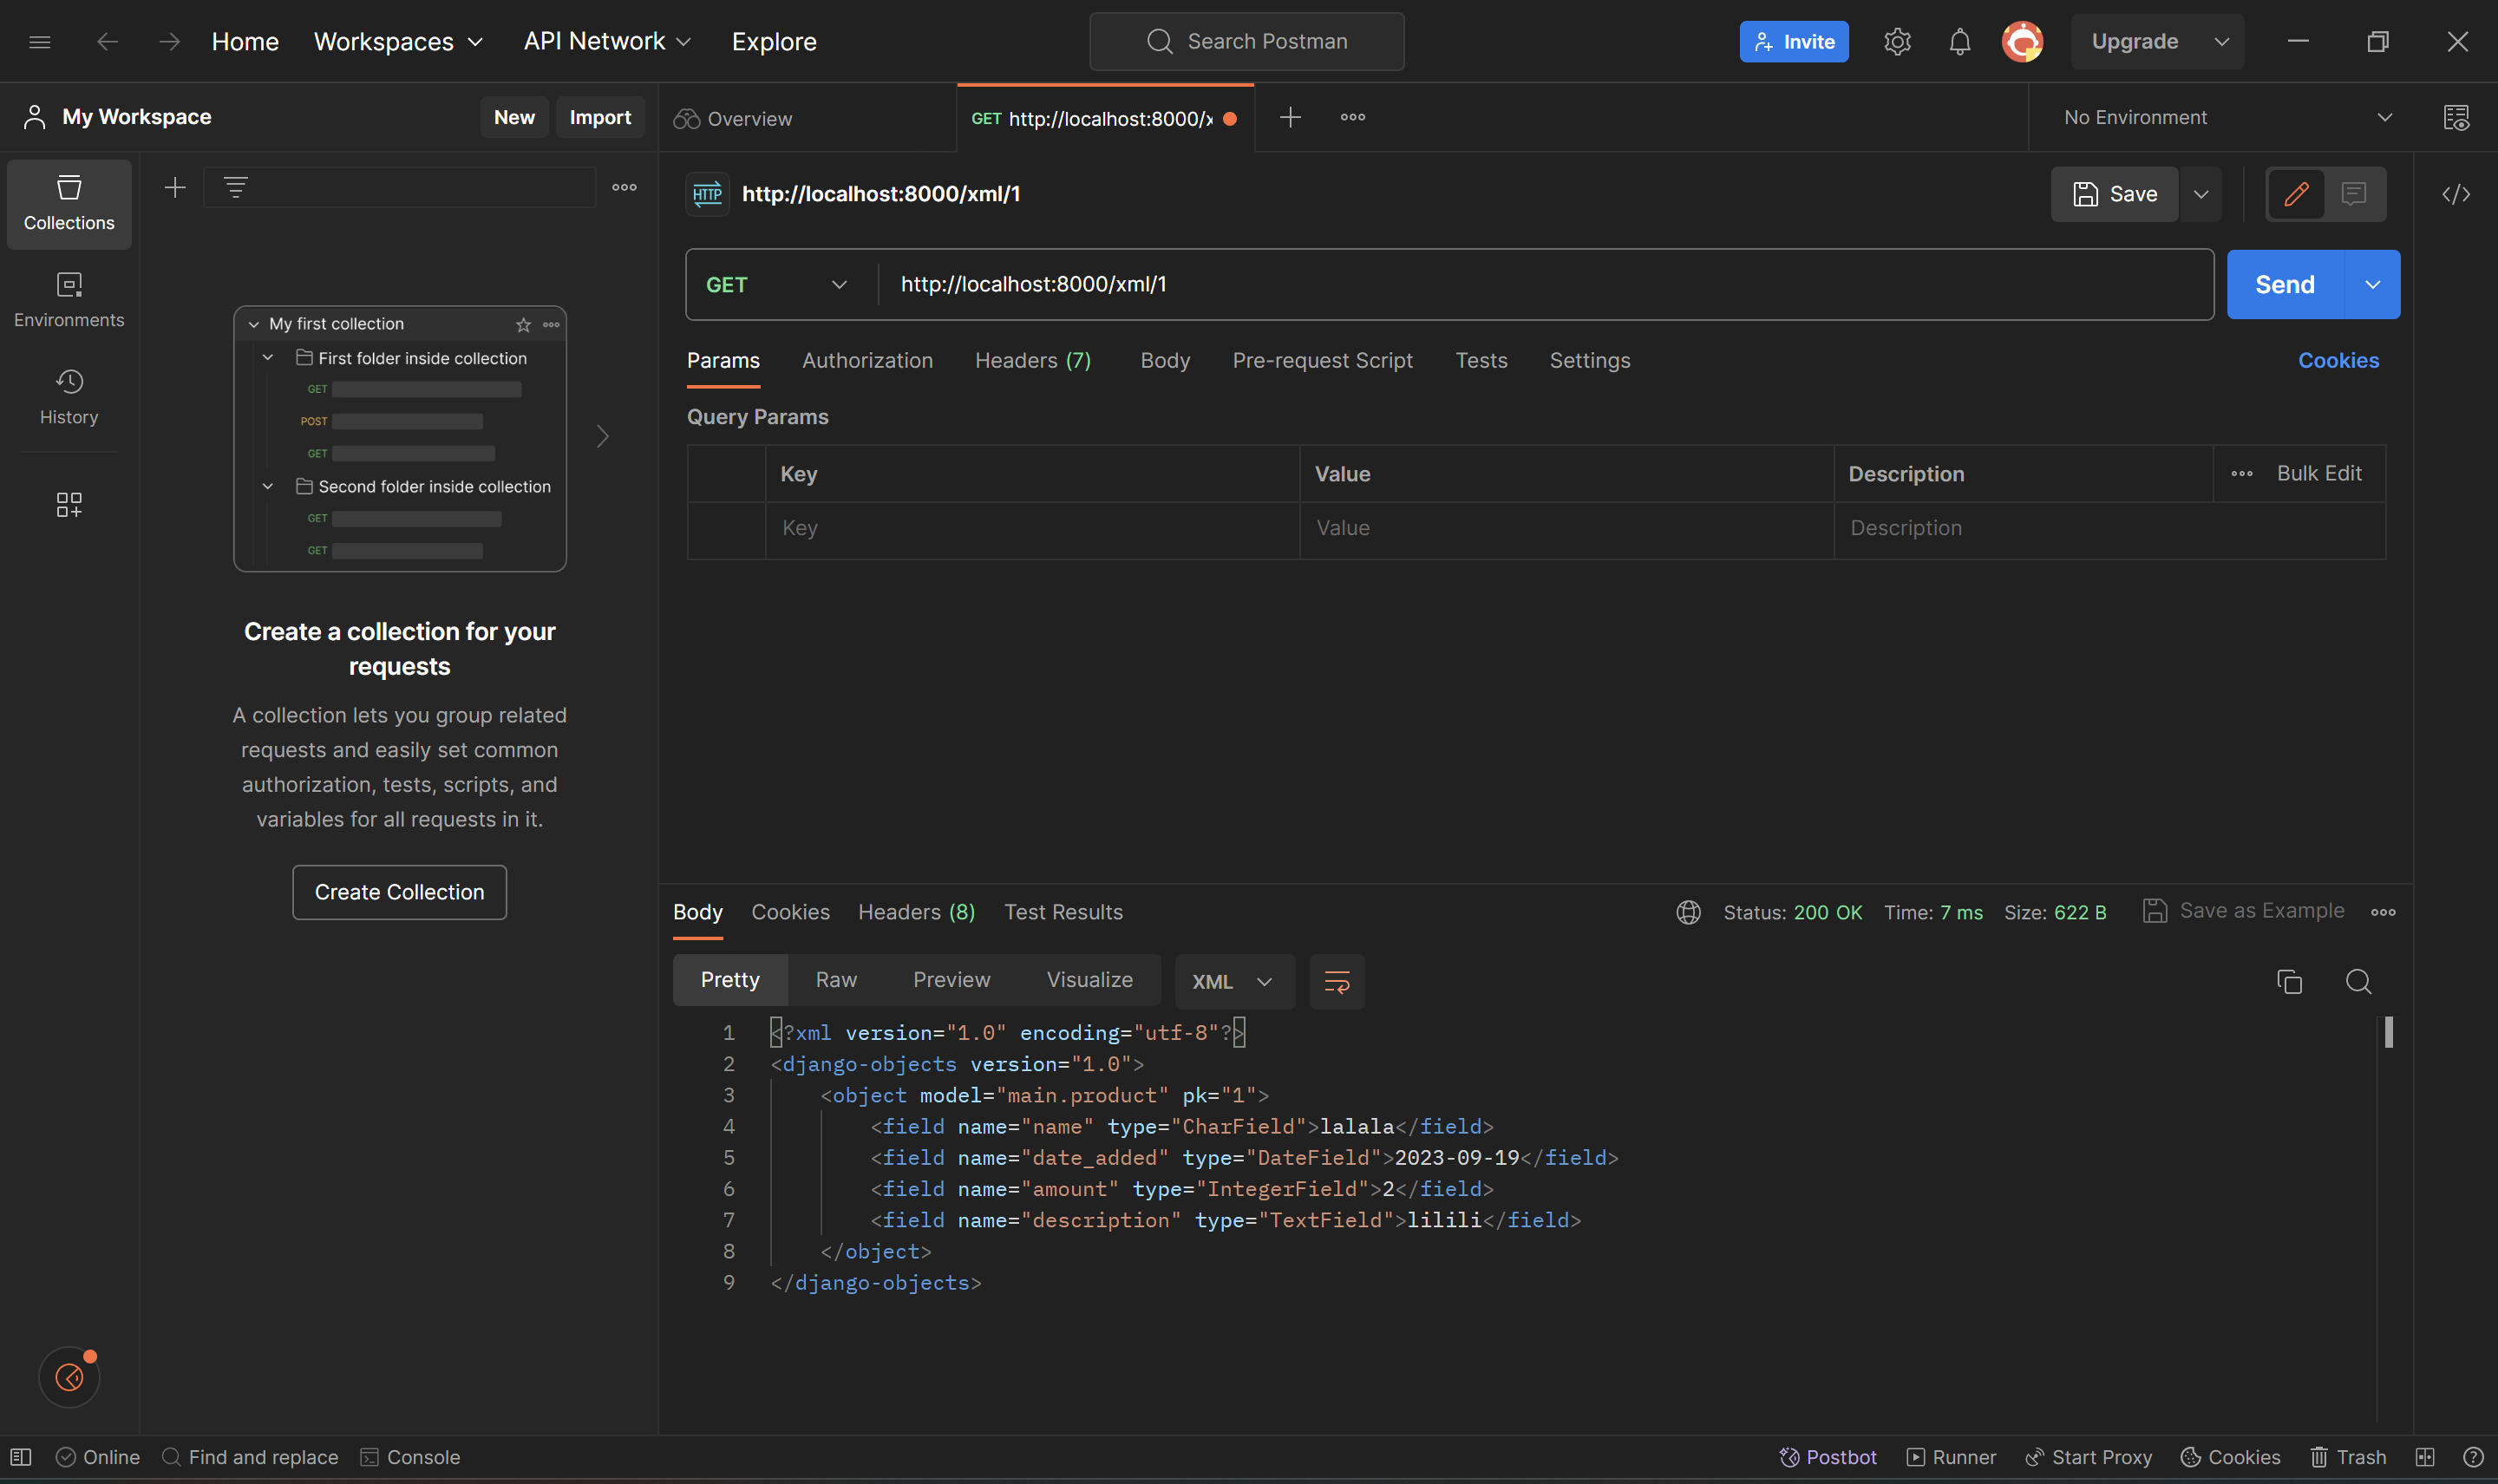 Home Workspaces API Network Explore Search Postman Invite Upgrade
My Workspace New Import Overview GET http://localhost:8000/x No Environment
Collections
Environments
History
My first collection
First folder inside collection
GET
POST
GET
Second folder inside collection
GET
GET
Create a collection for your
requests
A collection lets you group related
requests and easily set common
authorization, tests, scripts, and
variables for all requests in it.
Create Collection
HTTP http://localhost:8000/xml/1 Save
GET http://localhost:8000/xml/1 Send
Params Authorization Headers (7) Body Pre-request Script Tests Settings Cookies
Query Params
Key Value Description Bulk Edit
Key Value Description
Body Cookies Headers (8) Test Results Status: 200 OK Time: 7 ms Size: 622 B Save as Example
Pretty Raw Preview Visualize XML
1 <?xml version="1.0" encoding="utf-8"?>
2 <django-objects version="1.0">
3 <object model="main.product" pk="1">
4 <field name="name" type="CharField">lalala</field>
5 <field name="date_added" type="DateField">2023-09-19</field>
6 <field name="amount" type="IntegerField">2</field>
7 <field name="description" type="TextField">lilili</field>
8 </object>
9 </django-objects>
Online Find and replace Console Postbot Runner Start Proxy Cookies Trash